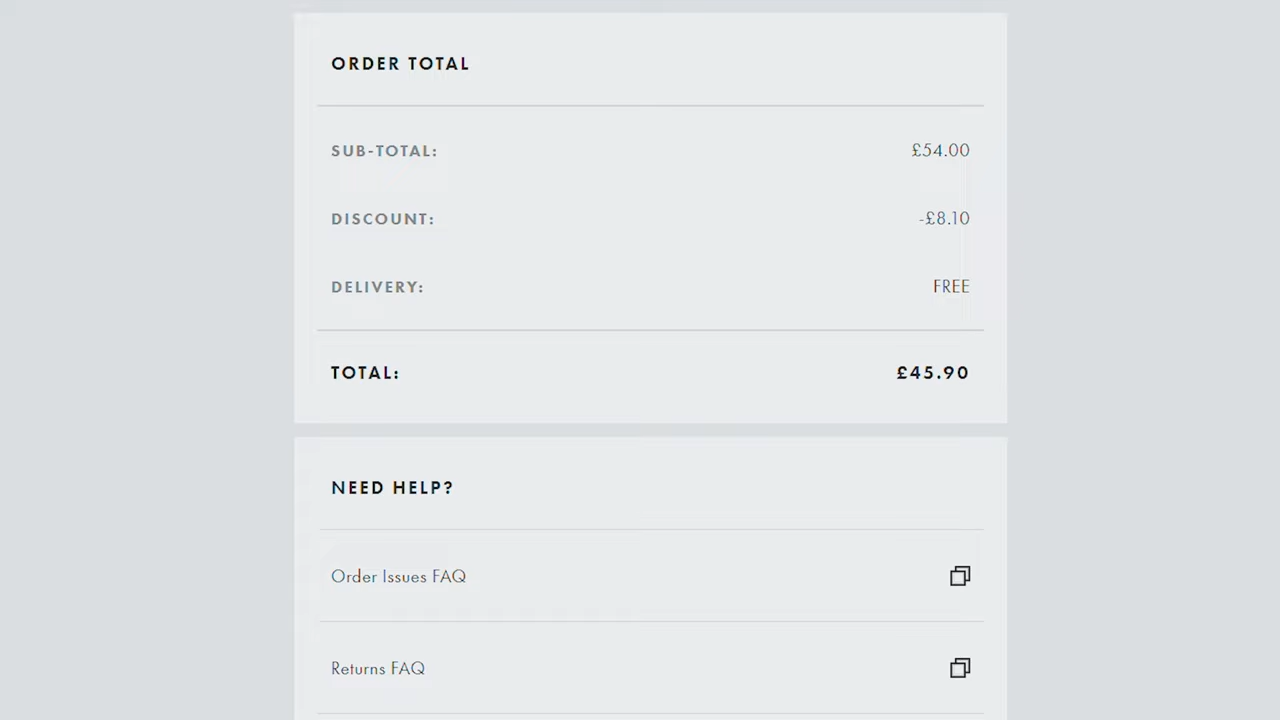 ORDER TOTAL
SUB-TOTAL: £54.00
DISCOUNT: -£8.10
DELIVERY: FREE
TOTAL: £45.90
NEED HELP?
Order Issues FAQ
Returns FAQ